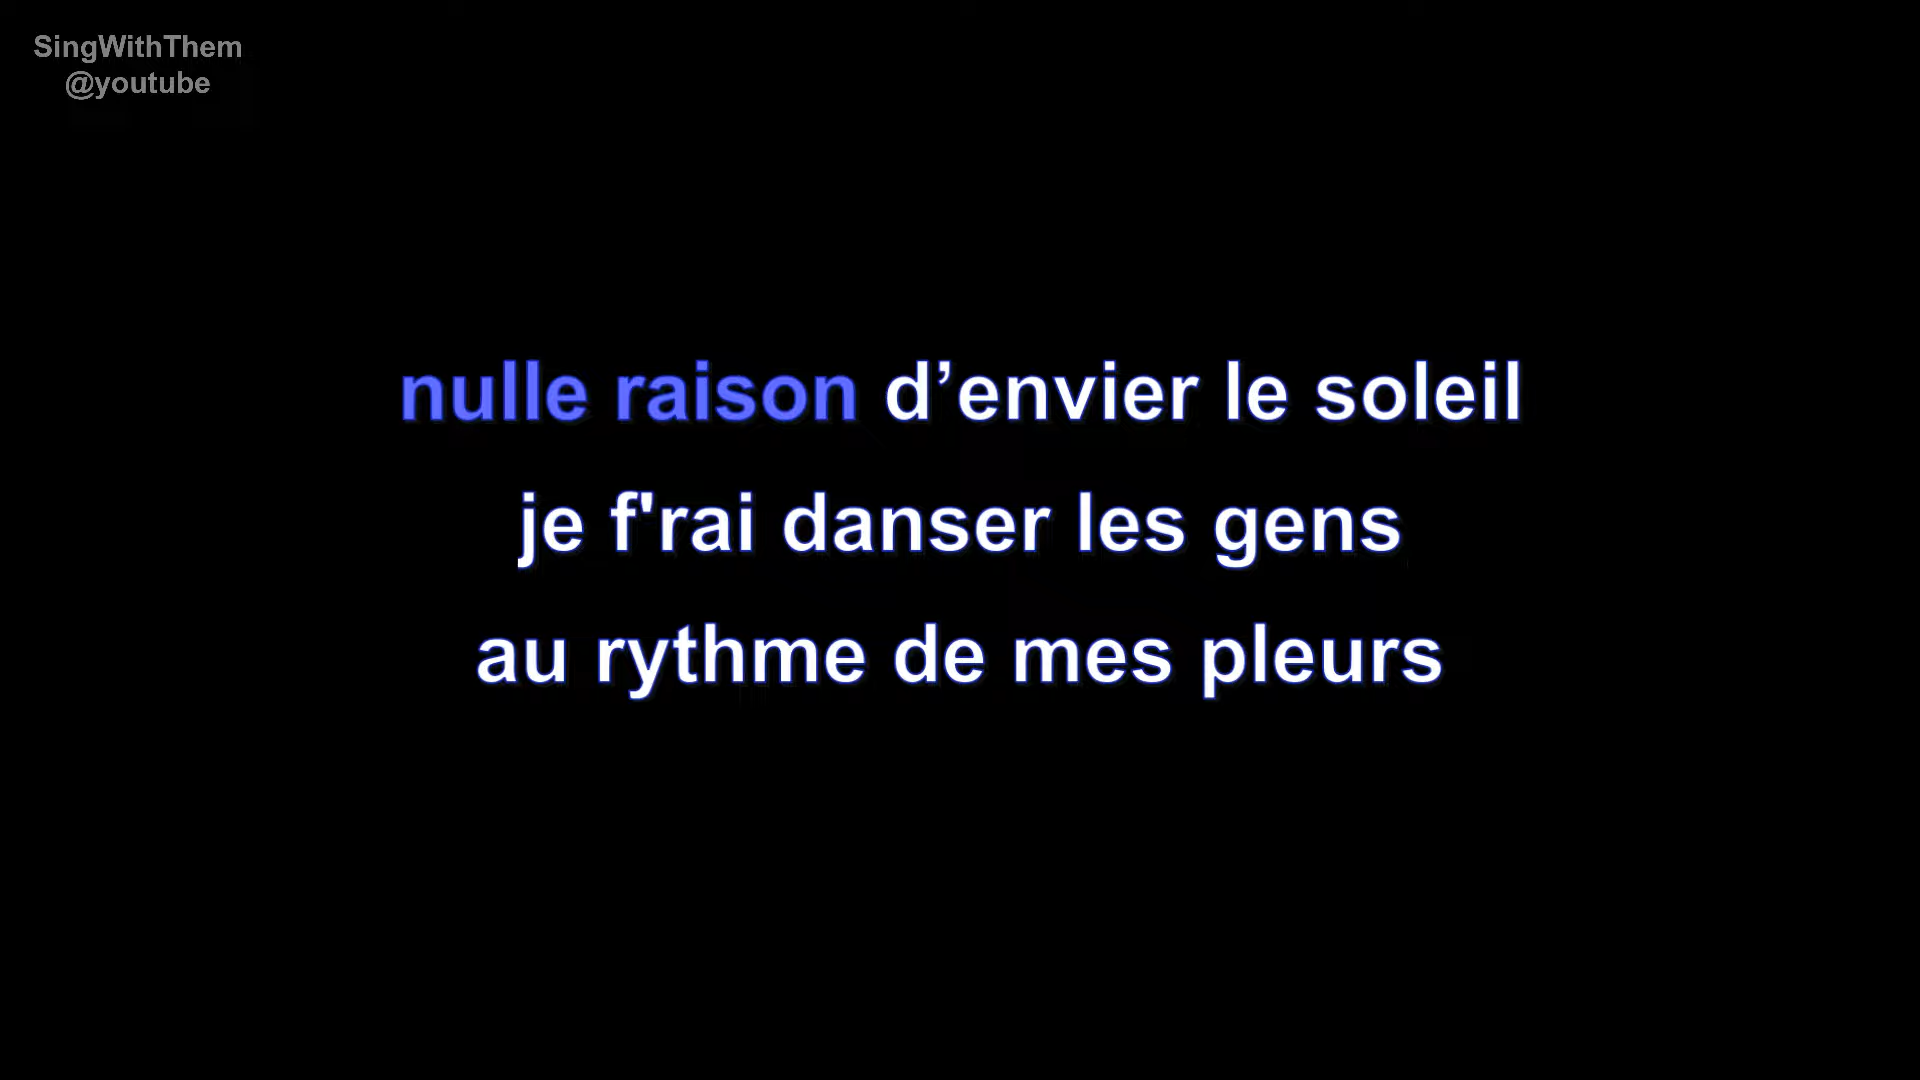 SingWithThem
@youtube
nulle raison d’envier le soleil
je f'rai danser les gens
au rythme de mes pleurs